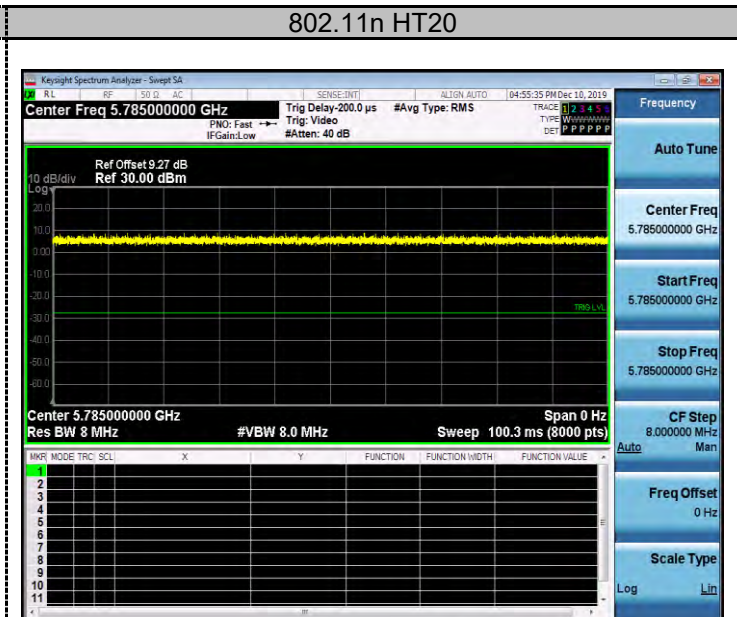 802.11n HT20
Keysight Spectrum Analyzer - Swept SA
RL RF 50 Ω AC SENSE:INT ALIGN AUTO 04:55:35 PM Dec 10, 2019
Center Freq 5.785000000 GHz
PNO: Fast
IFGain:Low
Trig Delay-200.0 µs
Trig: Video
#Atten: 40 dB
#Avg Type: RMS
TRACE 1 2 3 4 5 6
TYPE W
DET P P P P P P
Ref Offset 9.27 dB
10 dB/div Ref 30.00 dBm
Log
20.0
10.0
0.00
-10.0
-20.0
TRIG LVL
-30.0
-40.0
-50.0
-60.0
Center 5.785000000 GHz Span 0 Hz
Res BW 8 MHz #VBW 8.0 MHz Sweep 100.3 ms (8000 pts)
MKR MODE TRC SCL X Y FUNCTION FUNCTION WIDTH FUNCTION VALUE
1
2
3
4
5
6
7
8
9
10
11
Frequency
Auto Tune
Center Freq
5.785000000 GHz
Start Freq
5.785000000 GHz
Stop Freq
5.785000000 GHz
CF Step
8.000000 MHz
Auto Man
Freq Offset
0 Hz
Scale Type
Log Lin